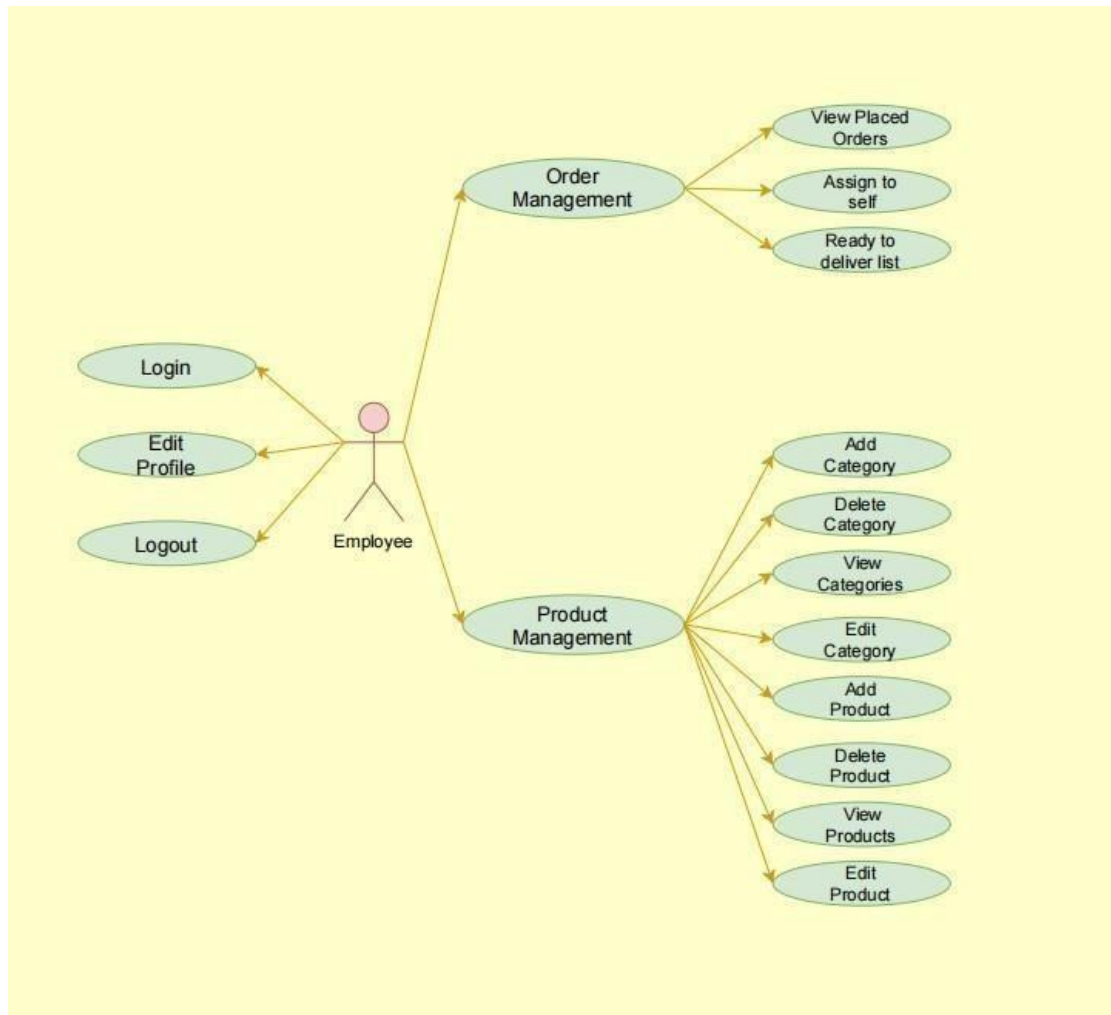 View Placed
Orders
Order
Management
Assign to
self
Ready to
deliver list
Login
Edit
Profile
Logout
Employee
Product
Management
Add
Category
Delete
Category
View
Categories
Edit
Category
Add
Product
Delete
Product
View
Products
Edit
Product